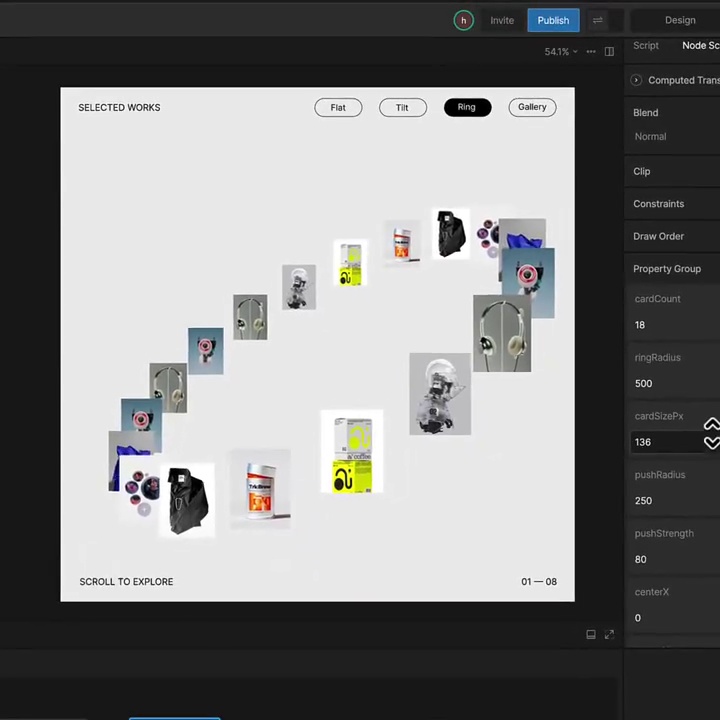 h
Invite
Publish
Design
54.1%
Script
Node Sc
Computed Trans
Blend
Normal
Clip
Constraints
Draw Order
Property Group
cardCount
18
ringRadius
500
cardSizePx
136
pushRadius
250
pushStrength
80
centerX
0
SELECTED WORKS
Flat
Tilt
Ring
Gallery
SCROLL TO EXPLORE
01 — 08